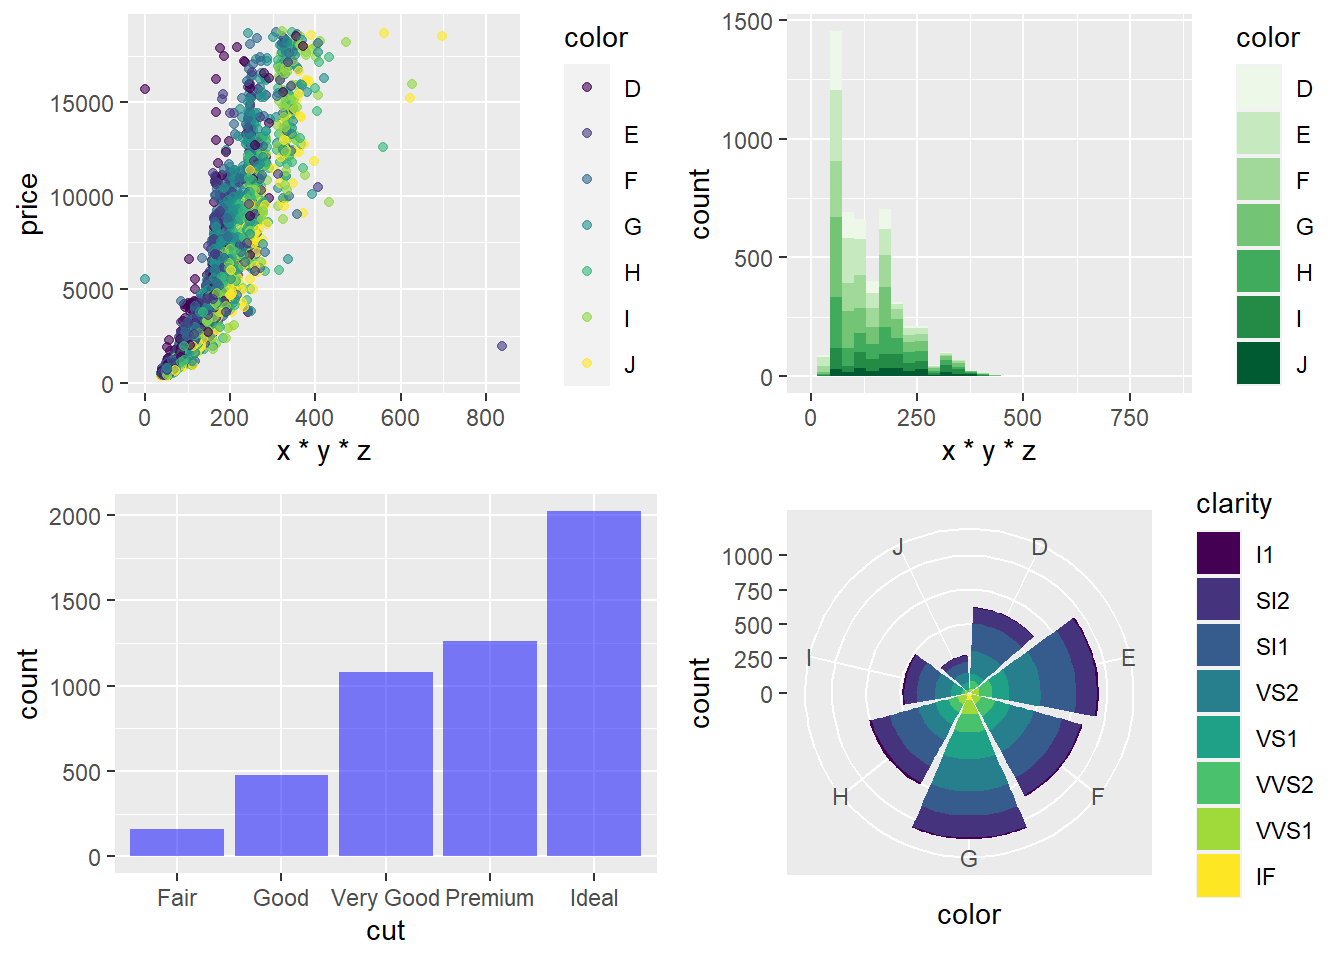 price
15000
10000
5000
0
0 200 400 600 800
x * y * z
color
D
E
F
G
H
I
J
count
1500
1000
500
0
0 250 500 750
x * y * z
color
D
E
F
G
H
I
J
count
2000
1500
1000
500
0
Fair Good Very Good Premium Ideal
cut
count
1000
750
500
250
0
J D
I E
H F
G
color
clarity
I1
SI2
SI1
VS2
VS1
VVS2
VVS1
IF